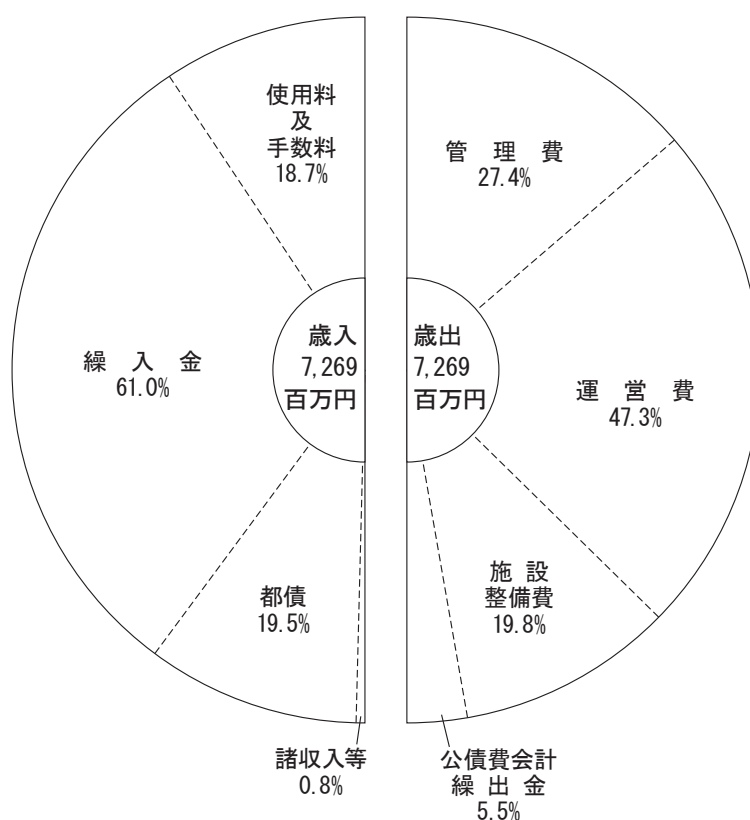 使用料
及
手数料
18.7%
繰入金
61.0%
都債
19.5%
諸収入等
0.8%
歳入
7,269
百万円
歳出
7,269
百万円
管理費
27.4%
運営費
47.3%
施設
整備費
19.8%
公債費会計
繰出金
5.5%